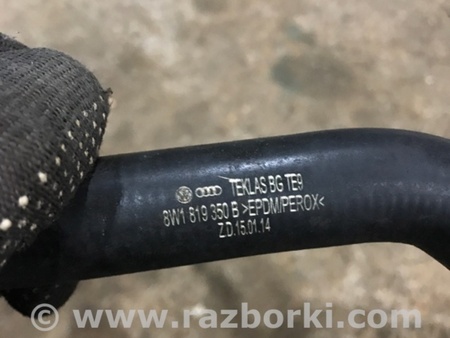 TEKLAS BG TE9
8W1 819 350 B >EPDM/PEROX<
Z.D.15.01.14
www.razborki.com